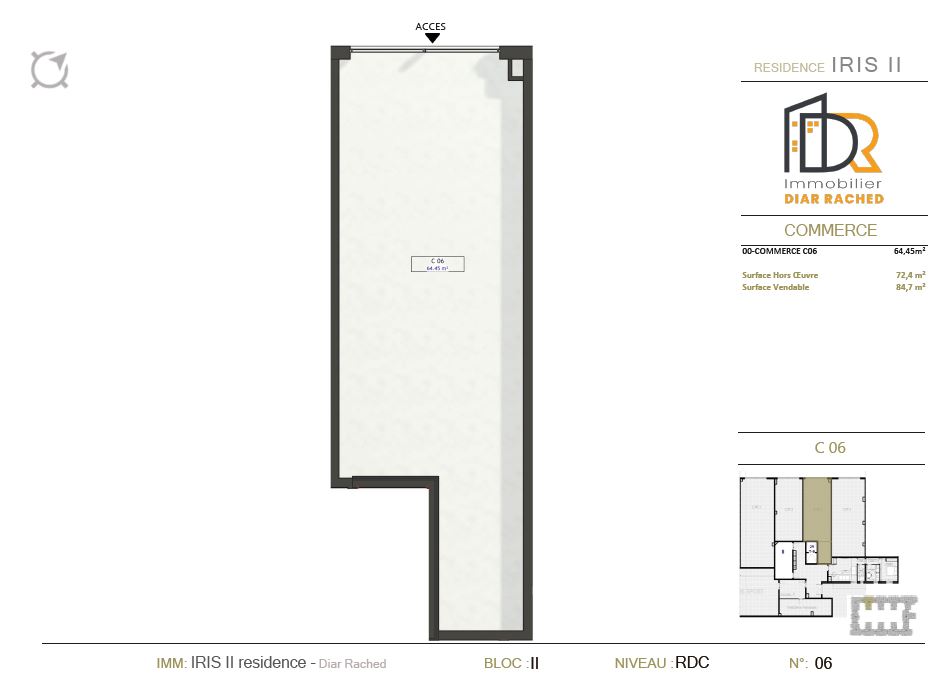 ACCES
RESIDENCE IRIS II
DR
Immobilier
DIAR RACHED
COMMERCE
00-COMMERCE C06 64,45m²
Surface Hors Œuvre 72,4 m²
Surface Vendable 84,7 m²
C 06
64.45 m²
C 06
IMM: IRIS II residence - Diar Rached BLOC : II NIVEAU : RDC N°: 06